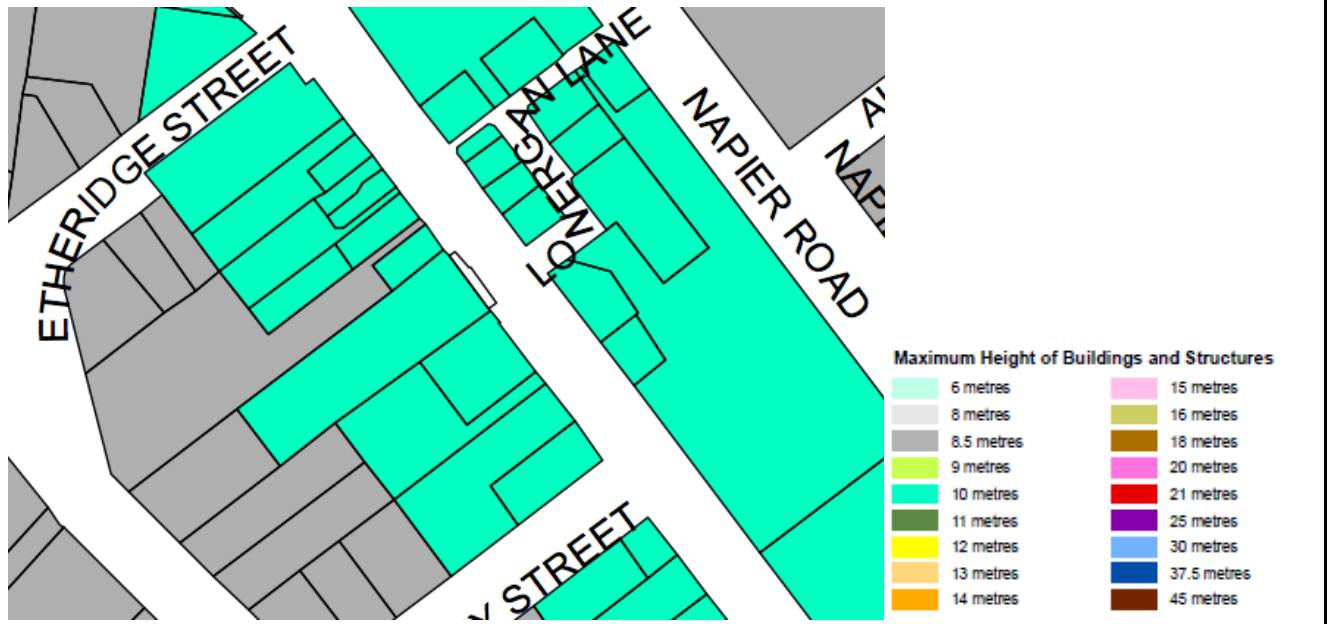 ETHERIDGE STREET
LONERGAN LANE
NAPIER ROAD
Y STREET
Maximum Height of Buildings and Structures
6 metres
8 metres
8.5 metres
9 metres
10 metres
11 metres
12 metres
13 metres
14 metres
15 metres
16 metres
18 metres
20 metres
21 metres
25 metres
30 metres
37.5 metres
45 metres